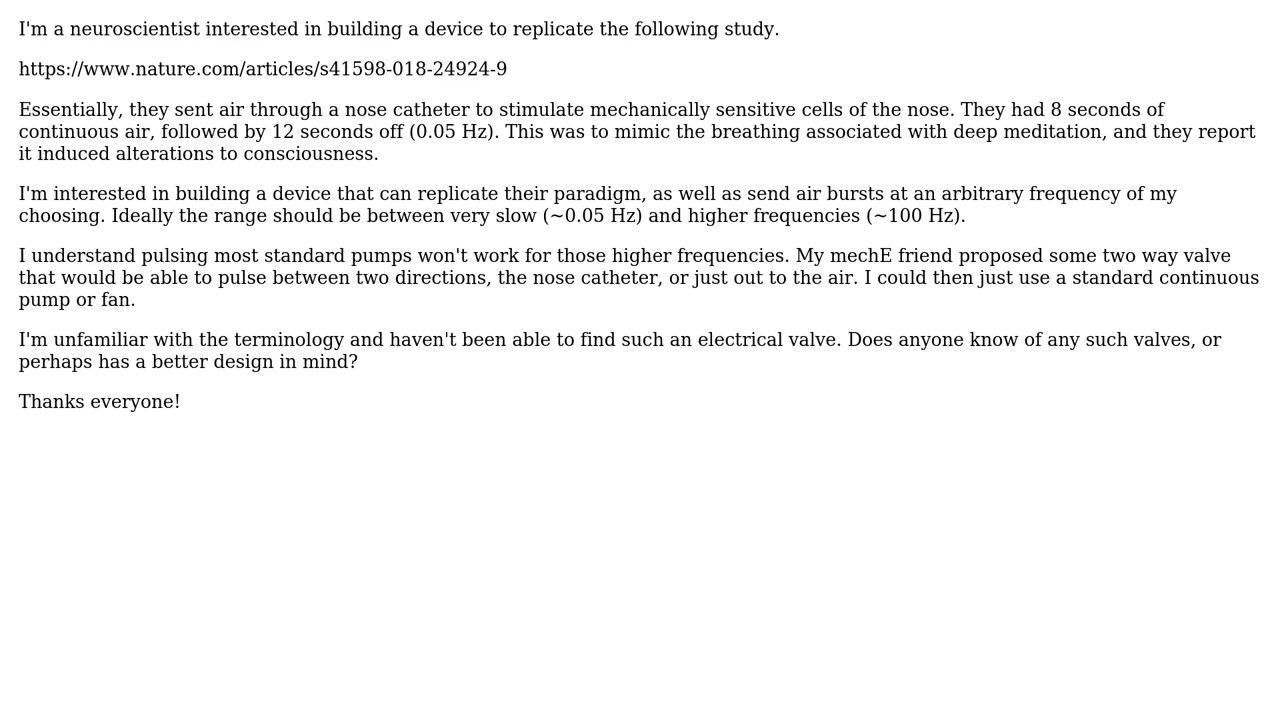 I'm a neuroscientist interested in building a device to replicate the following study.
https://www.nature.com/articles/s41598-018-24924-9
Essentially, they sent air through a nose catheter to stimulate mechanically sensitive cells of the nose. They had 8 seconds of
continuous air, followed by 12 seconds off (0.05 Hz). This was to mimic the breathing associated with deep meditation, and they report
it induced alterations to consciousness.
I'm interested in building a device that can replicate their paradigm, as well as send air bursts at an arbitrary frequency of my
choosing. Ideally the range should be between very slow (~0.05 Hz) and higher frequencies (~100 Hz).
I understand pulsing most standard pumps won't work for those higher frequencies. My mechE friend proposed some two way valve
that would be able to pulse between two directions, the nose catheter, or just out to the air. I could then just use a standard continuous
pump or fan.
I'm unfamiliar with the terminology and haven't been able to find such an electrical valve. Does anyone know of any such valves, or
perhaps has a better design in mind?
Thanks everyone!